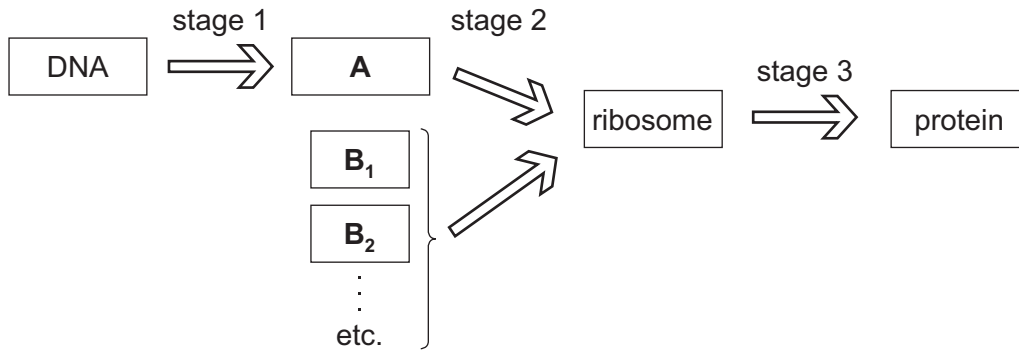 stage 1
stage 2
DNA
A
stage 3
ribosome
protein
B₁
B₂
etc.